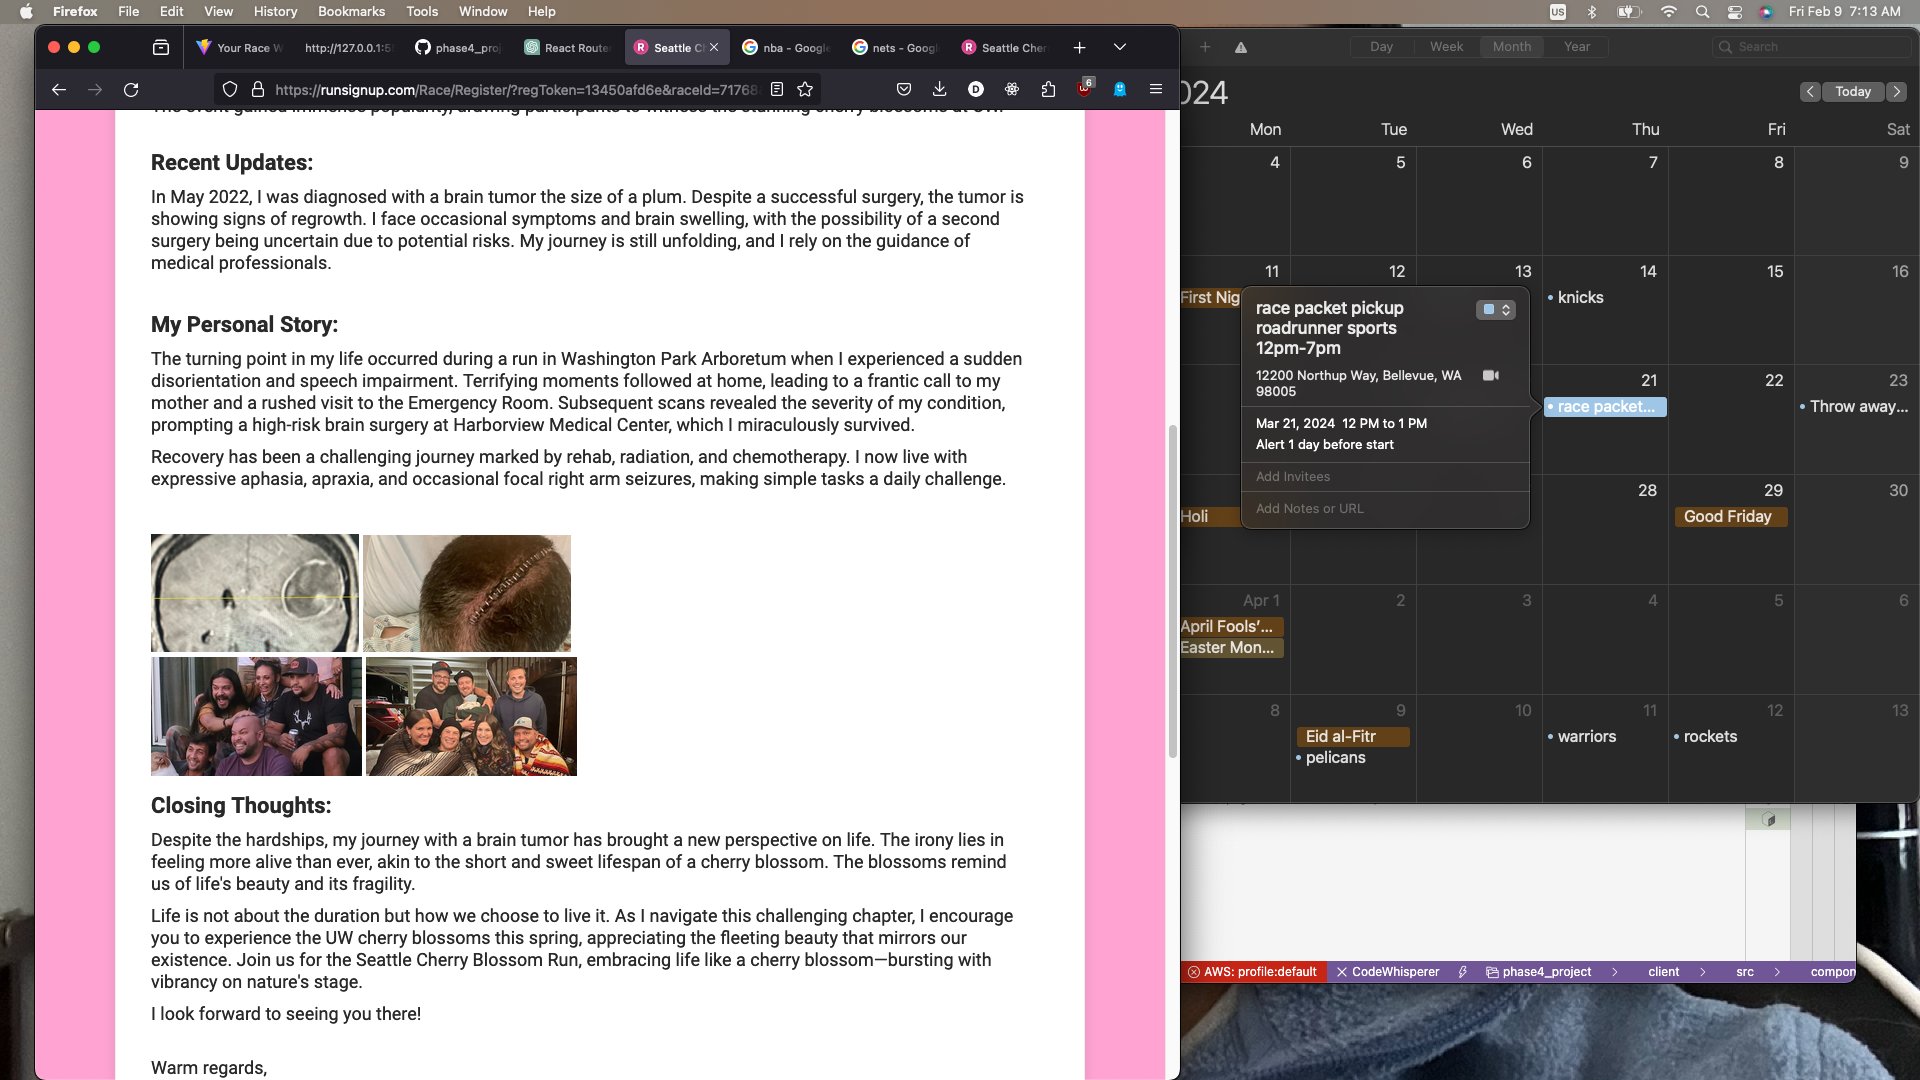 Firefox File Edit View History Bookmarks Tools Window Help
US Fri Feb 9 7:13 AM
Your Race W
http://127.0.0.1:5
phase4_proj
React Router
Seattle C
nba - Google
nets - Googl
Seattle Cher
https://runsignup.com/Race/Register/?regToken=13450afd6e&raceId=71768
6
Recent Updates:
In May 2022, I was diagnosed with a brain tumor the size of a plum. Despite a successful surgery, the tumor is
showing signs of regrowth. I face occasional symptoms and brain swelling, with the possibility of a second
surgery being uncertain due to potential risks. My journey is still unfolding, and I rely on the guidance of
medical professionals.
My Personal Story:
The turning point in my life occurred during a run in Washington Park Arboretum when I experienced a sudden
disorientation and speech impairment. Terrifying moments followed at home, leading to a frantic call to my
mother and a rushed visit to the Emergency Room. Subsequent scans revealed the severity of my condition,
prompting a high-risk brain surgery at Harborview Medical Center, which I miraculously survived.
Recovery has been a challenging journey marked by rehab, radiation, and chemotherapy. I now live with
expressive aphasia, apraxia, and occasional focal right arm seizures, making simple tasks a daily challenge.
Closing Thoughts:
Despite the hardships, my journey with a brain tumor has brought a new perspective on life. The irony lies in
feeling more alive than ever, akin to the short and sweet lifespan of a cherry blossom. The blossoms remind
us of life's beauty and its fragility.
Life is not about the duration but how we choose to live it. As I navigate this challenging chapter, I encourage
you to experience the UW cherry blossoms this spring, appreciating the fleeting beauty that mirrors our
existence. Join us for the Seattle Cherry Blossom Run, embracing life like a cherry blossom—bursting with
vibrancy on nature's stage.
I look forward to seeing you there!
Warm regards,
Day Week Month Year
Search
024
Today
Mon Tue Wed Thu Fri Sat
4 5 6 7 8 9
11 12 13 14 15 16
First Nig
knicks
race packet pickup
roadrunner sports
12pm-7pm
12200 Northup Way, Bellevue, WA
98005
Mar 21, 2024 12 PM to 1 PM
Alert 1 day before start
Add Invitees
Add Notes or URL
21 22 23
race packet...
Throw away...
28 29 30
Holi
Good Friday
Apr 1 2 3 4 5 6
April Fools'...
Easter Mon...
8 9 10 11 12 13
Eid al-Fitr
pelicans
warriors
rockets
AWS: profile:default CodeWhisperer phase4_project > client > src > compon